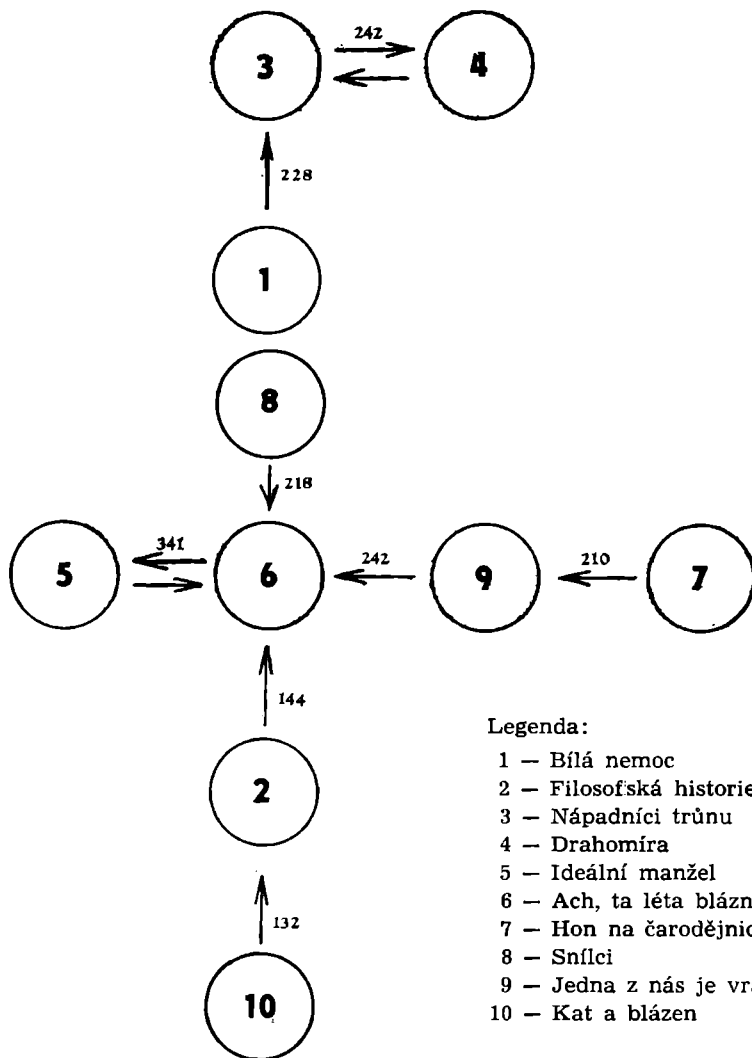 242
3 4
228
1
8
218
341
5 6 242 9 210 7
144
2
132
10
Legenda:
1 — Bílá nemoc
2 — Filosofská historie
3 — Nápadníci trůnu
4 — Drahomíra
5 — Ideální manžel
6 — Ach, ta léta
7 — Hon na
8 — Snílci
9 — Jedna z nás je
10 — Kat a blázen